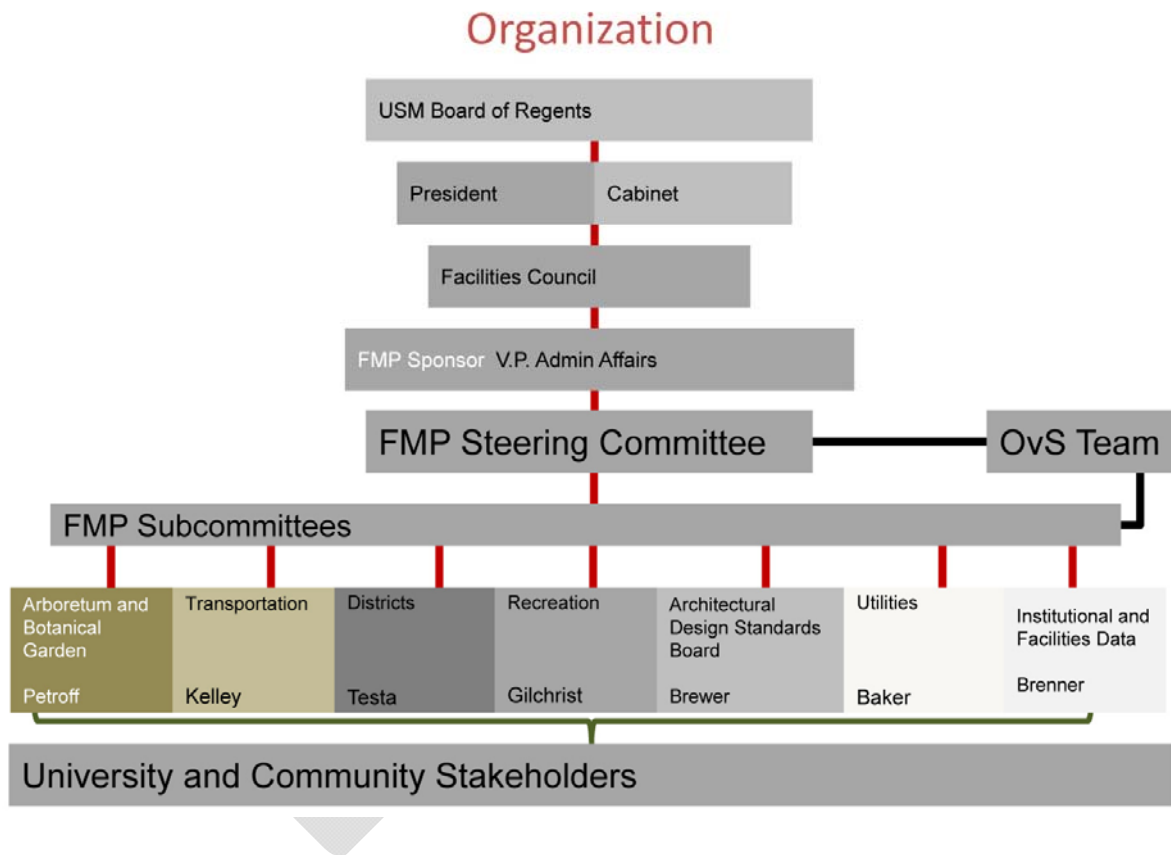 Organization
USM Board of Regents
President
Cabinet
Facilities Council
FMP Sponsor V.P. Admin Affairs
FMP Steering Committee
OvS Team
FMP Subcommittees
Arboretum and
Botanical
Garden
Petroff
Transportation
Kelley
Districts
Testa
Recreation
Gilchrist
Architectural
Design Standards
Board
Brewer
Utilities
Baker
Institutional and
Facilities Data
Brenner
University and Community Stakeholders